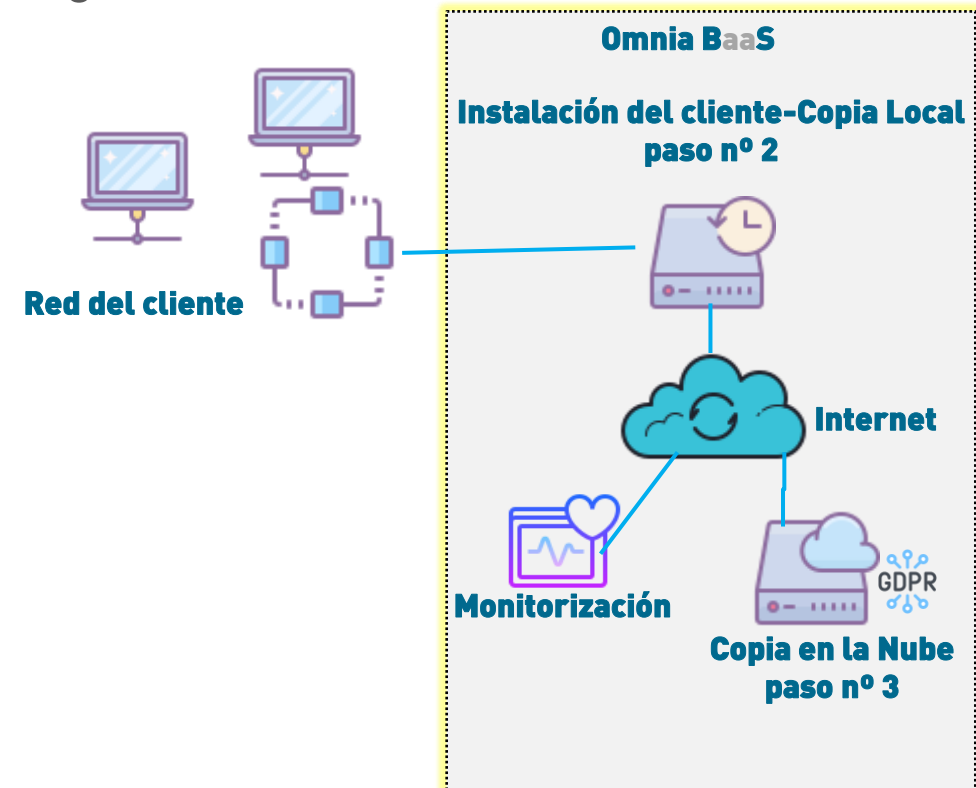 Omnia BaaS
Instalación del cliente-Copia Local
paso nº 2
Red del cliente
Internet
GDPR
Monitorización
Copia en la Nube
paso nº 3